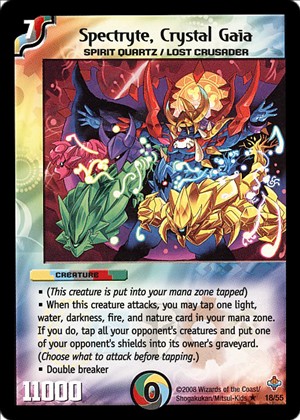 7
Spectryte, Crystal Gaia
SPIRIT QUARTZ / LOST CRUSADER
CREATURE
▪ (This creature is put into your mana zone tapped)
▪ When this creature attacks, you may tap one light,
water, darkness, fire, and nature card in your mana zone.
If you do, tap all your opponent's creatures and put one
of your opponent's shields into its owner's graveyard.
(Choose what to attack before tapping.)
▪ Double breaker
11000
0
©2008 Wizards of the Coast/
Shogakukan/Mitsui-Kids ★ 18/55